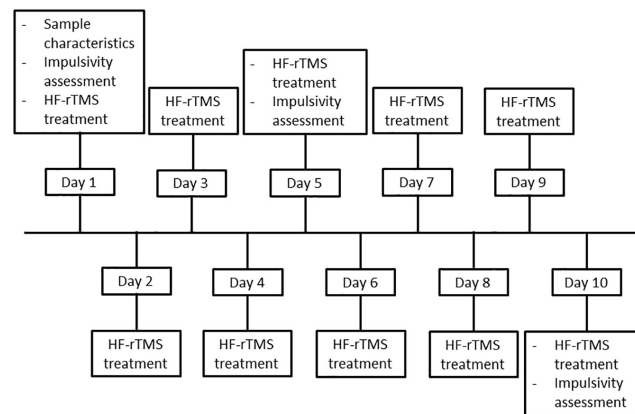 - Sample
characteristics
- Impulsivity
assessment
- HF-rTMS
treatment
HF-rTMS
treatment
- HF-rTMS
treatment
- Impulsivity
assessment
HF-rTMS
treatment
HF-rTMS
treatment
Day 1
Day 3
Day 5
Day 7
Day 9
Day 2
Day 4
Day 6
Day 8
Day 10
HF-rTMS
treatment
HF-rTMS
treatment
HF-rTMS
treatment
HF-rTMS
treatment
- HF-rTMS
treatment
- Impulsivity
assessment